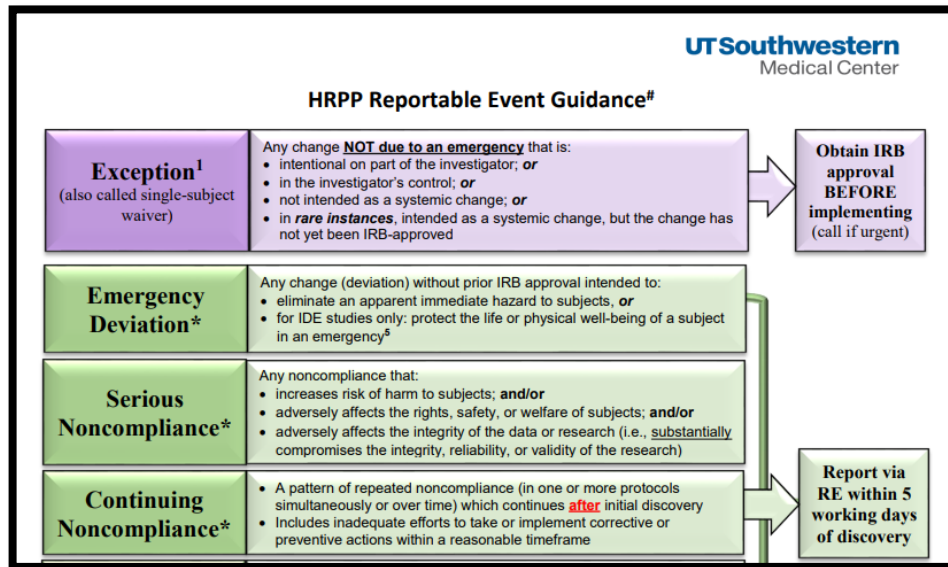 UTSouthwestern
Medical Center
HRPP Reportable Event Guidance#
Exception1
(also called single-subject
waiver)
Any change NOT due to an emergency that is:
• intentional on part of the investigator; or
• in the investigator's control; or
• not intended as a systemic change; or
• in rare instances, intended as a systemic change, but the change has
not yet been IRB-approved
Obtain IRB
approval
BEFORE
implementing
(call if urgent)
Emergency
Deviation*
Any change (deviation) without prior IRB approval intended to:
• eliminate an apparent immediate hazard to subjects, or
• for IDE studies only: protect the life or physical well-being of a subject
in an emergency5
Serious
Noncompliance*
Any noncompliance that:
• increases risk of harm to subjects; and/or
• adversely affects the rights, safety, or welfare of subjects; and/or
• adversely affects the integrity of the data or research (i.e., substantially
compromises the integrity, reliability, or validity of the research)
Continuing
Noncompliance*
• A pattern of repeated noncompliance (in one or more protocols
simultaneously or over time) which continues after initial discovery
• Includes inadequate efforts to take or implement corrective or
preventive actions within a reasonable timeframe
Report via
RE within 5
working days
of discovery